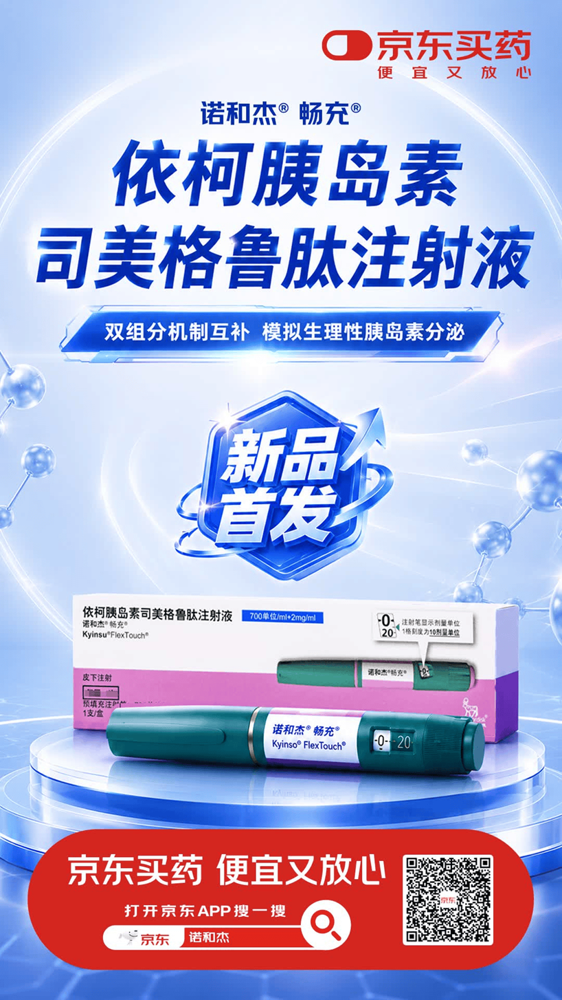 京东买药
便宜又放心
诺和杰® 畅充®
依柯胰岛素
司美格鲁肽注射液
双组分机制互补 模拟生理性胰岛素分泌
新品
首发
依柯胰岛素司美格鲁肽注射液
700单位/ml+2mg/ml
诺和杰®畅充®
Kyinsu®FlexTouch®
0
20
注射笔显示剂量单位
1格刻度为10剂量单位
诺和杰®畅充®
0
皮下注射
预填充注射
1支/盒
诺和杰® 畅充®
Kyinso® FlexTouch®
0 20
京东买药 便宜又放心
打开京东APP搜一搜
京东
诺和杰
京东